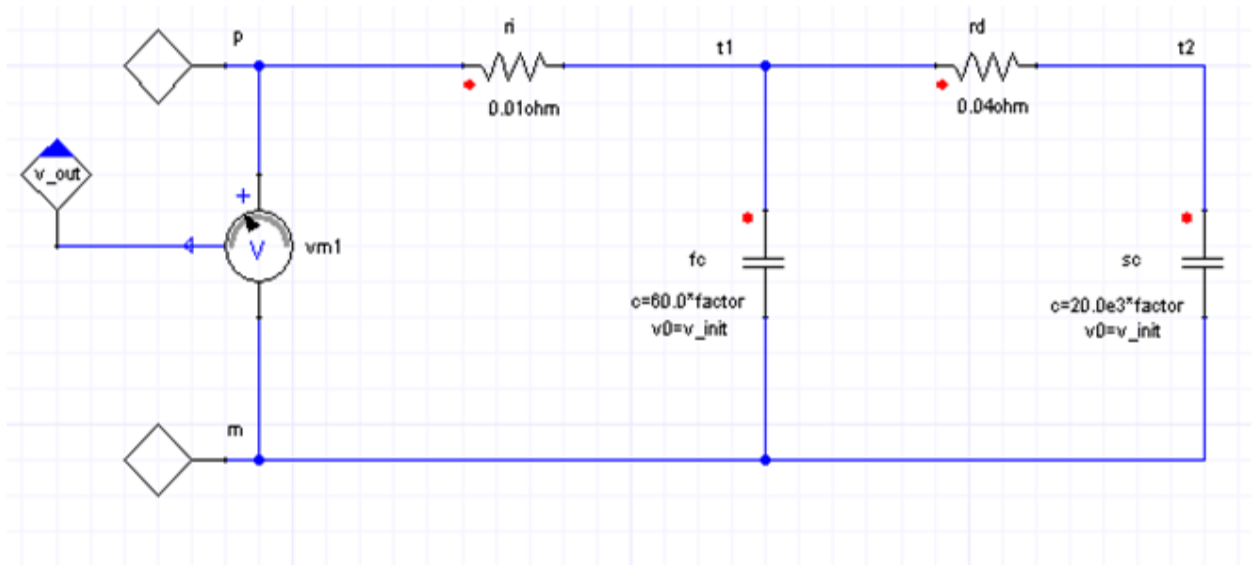 p
ri
t1
rd
t2
0.01ohm
0.04ohm
v_out
+
V
vm1
fc
sc
c=60.0*factor
v0=v_init
c=20.0e3*factor
v0=v_init
m